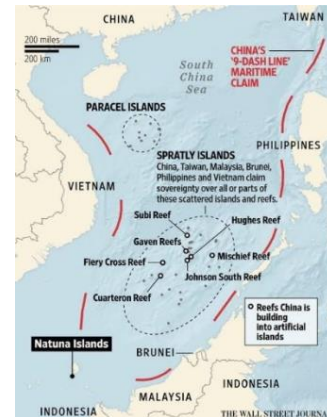 CHINA
TAIWAN
200 miles
200 km
CHINA'S
'9-DASH LINE'
MARITIME
CLAIM
South
China
Sea
PARACEL ISLANDS
PHILIPPINES
SPRATLY ISLANDS
China, Taiwan, Malaysia, Brunei,
Philippines and Vietnam claim
sovereignty over all or parts of
these scattered islands and reefs.
VIETNAM
Subi Reef
Hughes Reef
Gaven Reefs
Fiery Cross Reef
Mischief Reef
Johnson South Reef
Cuarteron Reef
Reefs China is
building
into artificial
islands
Natuna Islands
BRUNEI
MALAYSIA
INDONESIA
INDONESIA
THE WALL STREET JOURNA